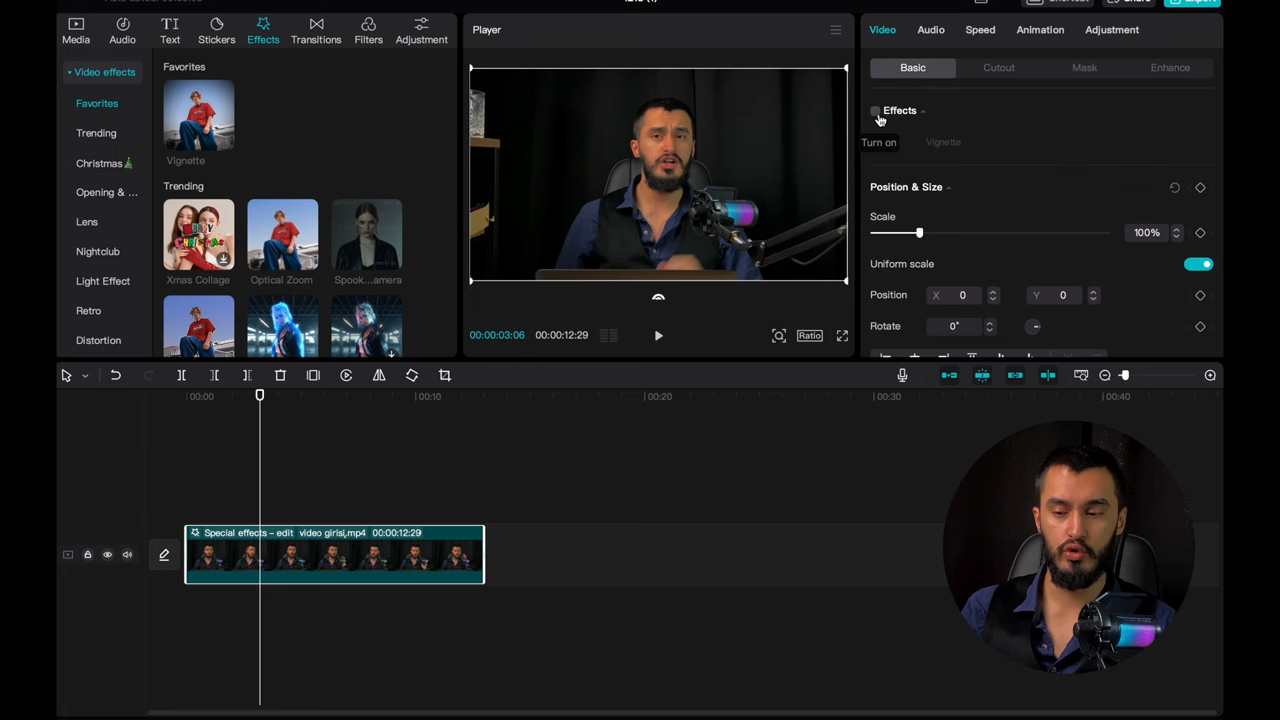 Media Audio Text Stickers Effects Transitions Filters Adjustment
Video effects
Favorites
Trending
Christmas
Opening & ...
Lens
Nightclub
Light Effect
Retro
Distortion
Favorites
Vignette
Trending
Xmas Collage Optical Zoom Spook...amera
Player
00:00:03:06 00:00:12:29 Ratio
Video Audio Speed Animation Adjustment
Basic Cutout Mask Enhance
Effects
Turn on Vignette
Position & Size
Scale
100%
Uniform scale
Position X 0 Y 0
Rotate 0°
00:00 00:10 00:20 00:30 00:40
Special effects – edit video girisi,mp4 00:00:12:29